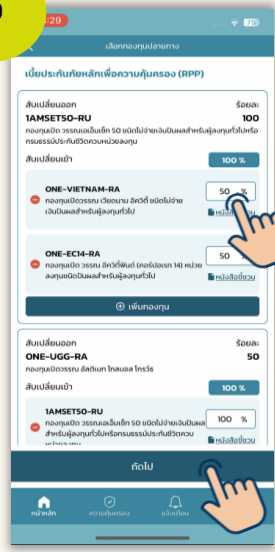 :29
70
เลือกกองทุนปลายทาง
เบี้ยประกันภัยหลักเพื่อความคุ้มครอง (RPP)
สับเปลี่ยนออก ร้อยละ
1AMSET50-RU 100
กองทุนเปิด วรรณเอเอ็มเซ็ท 50 ชนิดไม่จ่ายเงินปันผลสำหรับผู้ลงทุนทั่วไปหรือ
กรมธรรม์ประกันชีวิตควบหน่วยลงทุน
สับเปลี่ยนเข้า 100 %
ONE-VIETNAM-RA 50 %
กองทุนเปิดวรรณ เวียดนาม อิควิตี้ ชนิดไม่จ่าย
เงินปันผลสำหรับผู้ลงทุนทั่วไป
หนังสือชี้ชวน
ONE-EC14-RA 50
กองทุนเปิด วรรณ อีควิตี้ฟันด์ (คอร์ปอเรท 14) หน่วย
ลงทุนชนิดปันผลสำหรับผู้ลงทุนทั่วไป
หนังสือชี้ชวน
เพิ่มกองทุน
สับเปลี่ยนออก ร้อยละ
ONE-UGG-RA 50
กองทุนเปิดวรรณ อัลติเมท โกลบอล โกรว์ธ
สับเปลี่ยนเข้า 100 %
1AMSET50-RU 100 %
กองทุนเปิด วรรณเอเอ็มเซ็ท 50 ชนิดไม่จ่ายเงินปันผล
สำหรับผู้ลงทุนทั่วไปหรือกรมธรรม์ประกันชีวิตควบ
หน่วยลงทุน
หนังสือชี้ชวน
ถัดไป
หน้าหลัก ความคุ้มครอง แจ้งเตือน